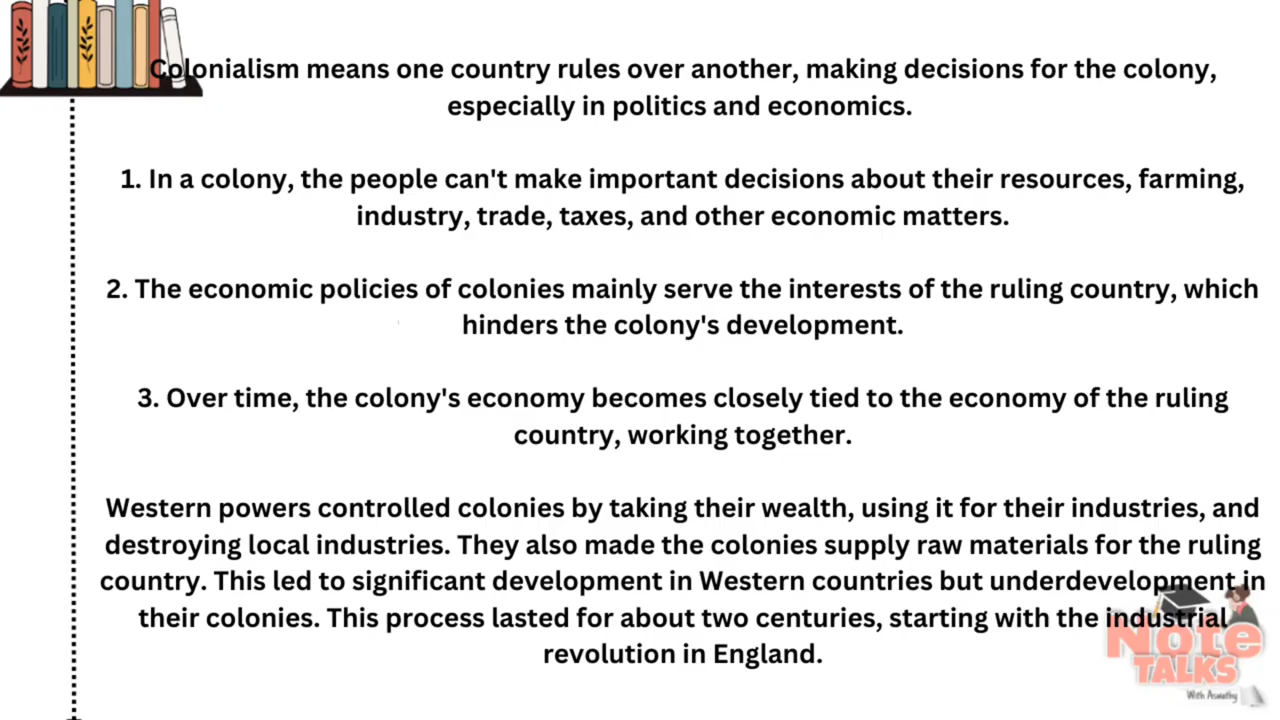 Colonialism means one country rules over another, making decisions for the colony,
especially in politics and economics.
1. In a colony, the people can't make important decisions about their resources, farming,
industry, trade, taxes, and other economic matters.
2. The economic policies of colonies mainly serve the interests of the ruling country, which
hinders the colony's development.
3. Over time, the colony's economy becomes closely tied to the economy of the ruling
country, working together.
Western powers controlled colonies by taking their wealth, using it for their industries, and
destroying local industries. They also made the colonies supply raw materials for the ruling
country. This led to significant development in Western countries but underdevelopment in
their colonies. This process lasted for about two centuries, starting with the industrial
revolution in England.
Note
TALKS
With Aswathy